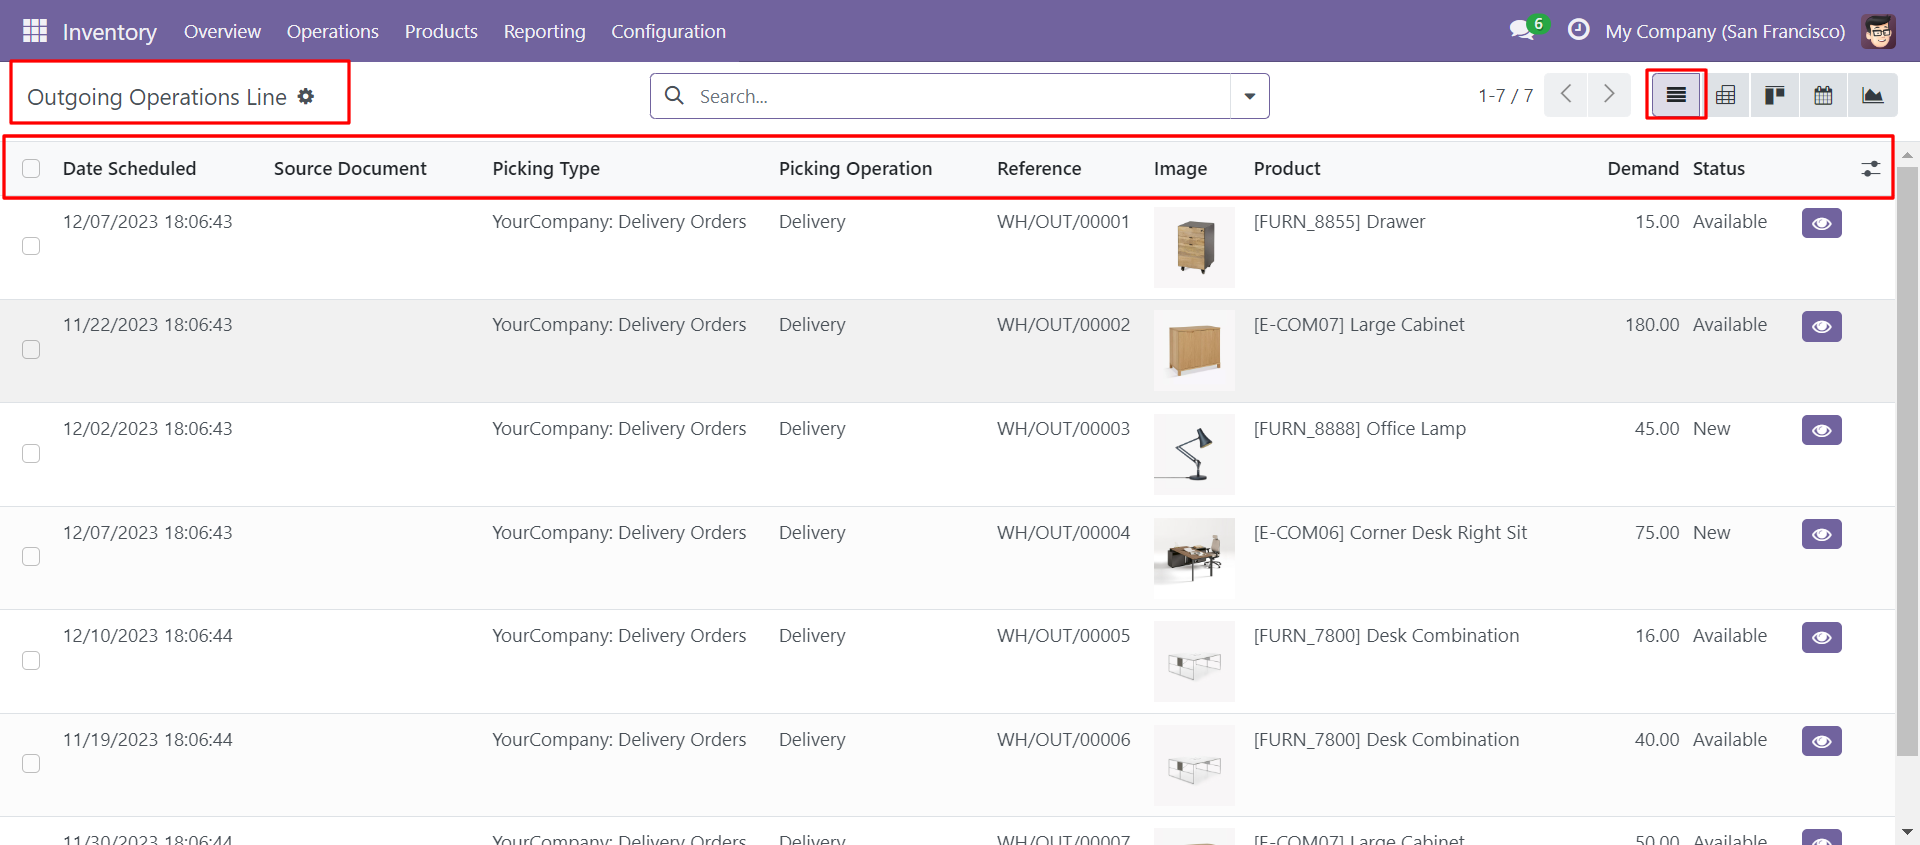 Inventory Overview Operations Products Reporting Configuration 6 My Company (San Francisco)
Outgoing Operations Line Search... 1-7 / 7
Date Scheduled Source Document Picking Type Picking Operation Reference Image Product Demand Status
12/07/2023 18:06:43 YourCompany: Delivery Orders Delivery WH/OUT/00001 [FURN_8855] Drawer 15.00 Available
11/22/2023 18:06:43 YourCompany: Delivery Orders Delivery WH/OUT/00002 [E-COM07] Large Cabinet 180.00 Available
12/02/2023 18:06:43 YourCompany: Delivery Orders Delivery WH/OUT/00003 [FURN_8888] Office Lamp 45.00 New
12/07/2023 18:06:43 YourCompany: Delivery Orders Delivery WH/OUT/00004 [E-COM06] Corner Desk Right Sit 75.00 New
12/10/2023 18:06:44 YourCompany: Delivery Orders Delivery WH/OUT/00005 [FURN_7800] Desk Combination 16.00 Available
11/19/2023 18:06:44 YourCompany: Delivery Orders Delivery WH/OUT/00006 [FURN_7800] Desk Combination 40.00 Available
11/30/2023 18:06:44 YourCompany: Delivery Orders Delivery WH/OUT/00007 [E-COM07] Large Cabinet 50.00 Available